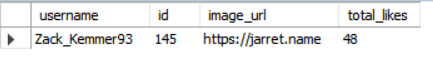 username id image_url total_likes
Zack_Kemmer93 145 https://jarret.name 48